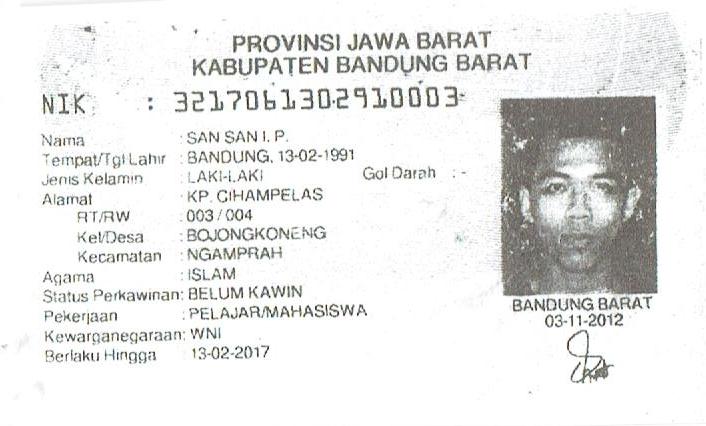 PROVINSI JAWA BARAT
KABUPATEN BANDUNG BARAT
NIK : 3217061302910003
Nama : SAN SAN I. P.
Tempat/Tgl Lahir : BANDUNG, 13-02-1991
Jenis Kelamin : LAKI-LAKI Gol Darah : -
Alamat : KP. CIHAMPELAS
RT/RW : 003 / 004
Kel/Desa : BOJONGKONENG
Kecamatan : NGAMPRAH
Agama : ISLAM
Status Perkawinan: BELUM KAWIN
Pekerjaan : PELAJAR/MAHASISWA
Kewarganegaraan: WNI
Berlaku Hingga : 13-02-2017
BANDUNG BARAT
03-11-2012